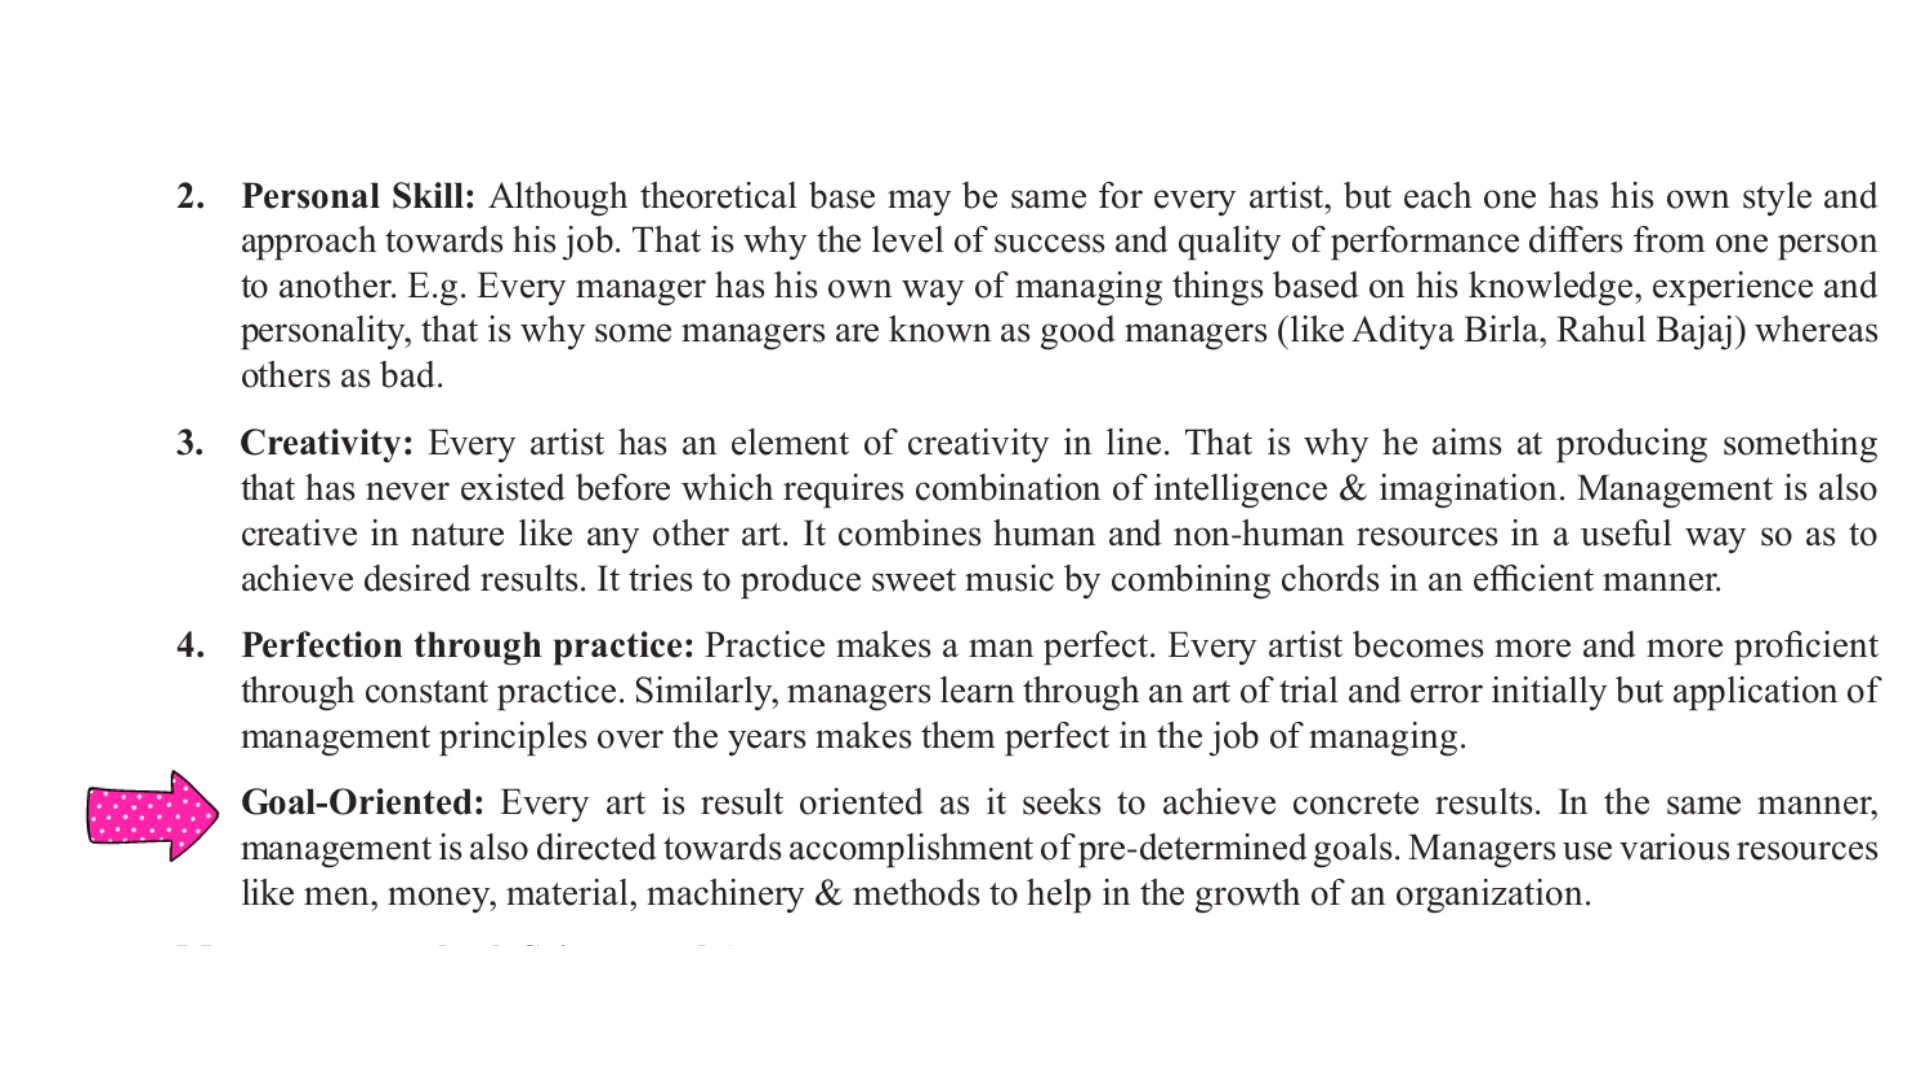 2. Personal Skill: Although theoretical base may be same for every artist, but each one has his own style and
approach towards his job. That is why the level of success and quality of performance differs from one person
to another. E.g. Every manager has his own way of managing things based on his knowledge, experience and
personality, that is why some managers are known as good managers (like Aditya Birla, Rahul Bajaj) whereas
others as bad.
3. Creativity: Every artist has an element of creativity in line. That is why he aims at producing something
that has never existed before which requires combination of intelligence & imagination. Management is also
creative in nature like any other art. It combines human and non-human resources in a useful way so as to
achieve desired results. It tries to produce sweet music by combining chords in an efficient manner.
4. Perfection through practice: Practice makes a man perfect. Every artist becomes more and more proficient
through constant practice. Similarly, managers learn through an art of trial and error initially but application of
management principles over the years makes them perfect in the job of managing.
Goal-Oriented: Every art is result oriented as it seeks to achieve concrete results. In the same manner,
management is also directed towards accomplishment of pre-determined goals. Managers use various resources
like men, money, material, machinery & methods to help in the growth of an organization.